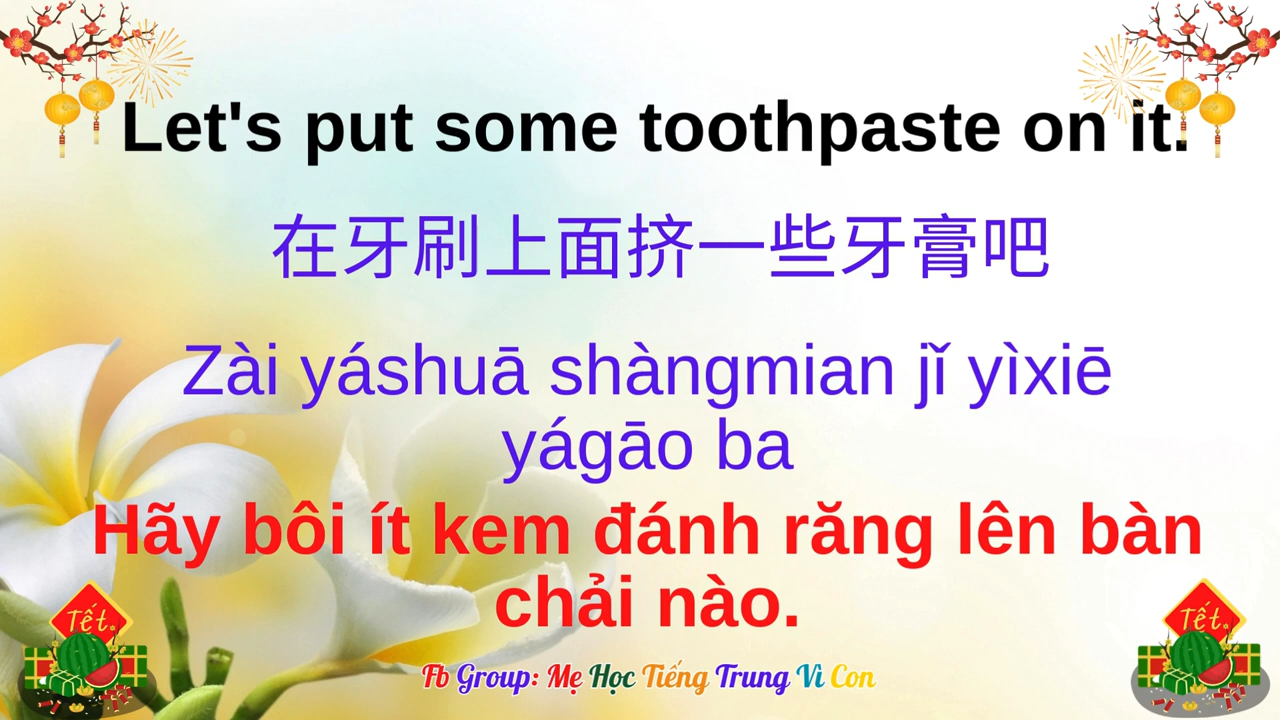 Let's put some toothpaste on it.
在牙刷上面挤一些牙膏吧
Zài yáshuā shàngmian jǐ yìxiē
yágāo ba
Hãy bôi ít kem đánh răng lên bàn
chải nào.
Tết
Tết
Fb Group: Mẹ Học Tiếng Trung Vì Con